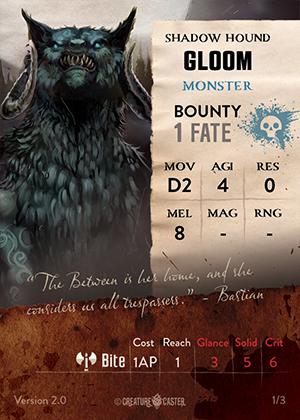 SHADOW HOUND
GLOOM
MONSTER
BOUNTY
1 FATE
MOV AGI RES
D2 4 0
MEL MAG RNG
8 - -
"The Between is her home, and she
considers us all trespassers." - Bastian
Cost Reach Glance Solid Crit
Bite 1AP 1 3 5 6
Version 2.0 © CREATURE CASTER 1/3